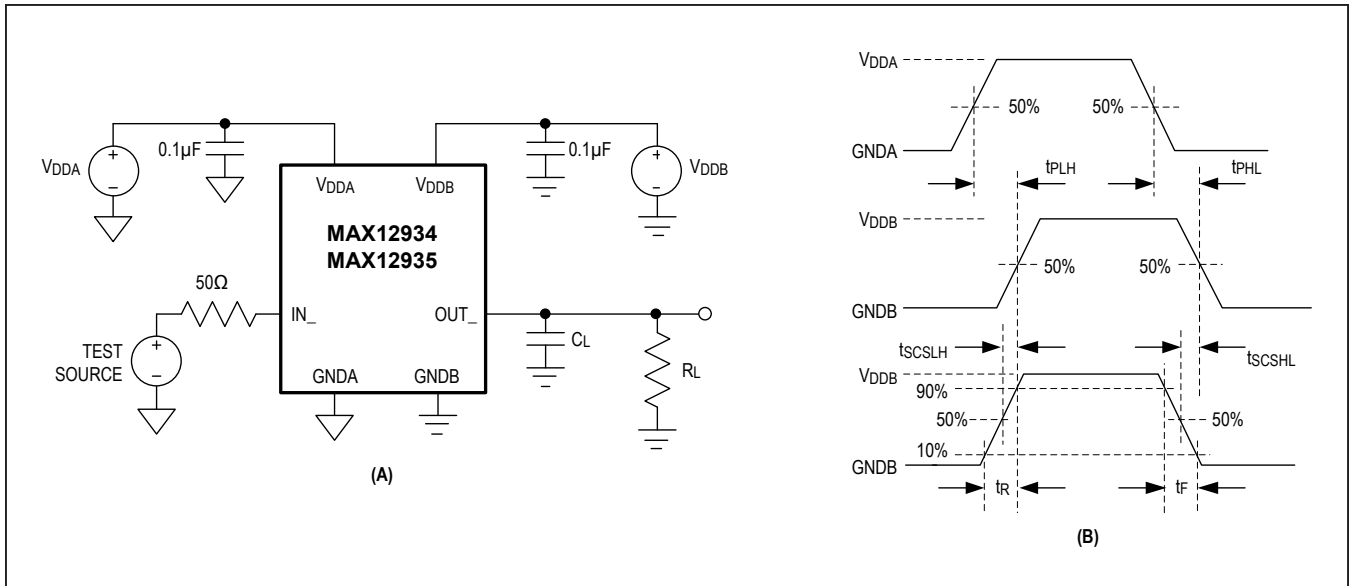 VDDA
0.1µF
0.1µF
VDDB
VDDA
VDDB
MAX12934
MAX12935
50Ω
IN_
OUT_
TEST
SOURCE
CL
RL
GNDA
GNDB
(A)
VDDA
50%
50%
GNDA
tPLH
tPHL
VDDB
50%
50%
GNDB
tSCSLH
tSCSHL
VDDB
90%
50%
50%
10%
GNDB
tR
tF
(B)